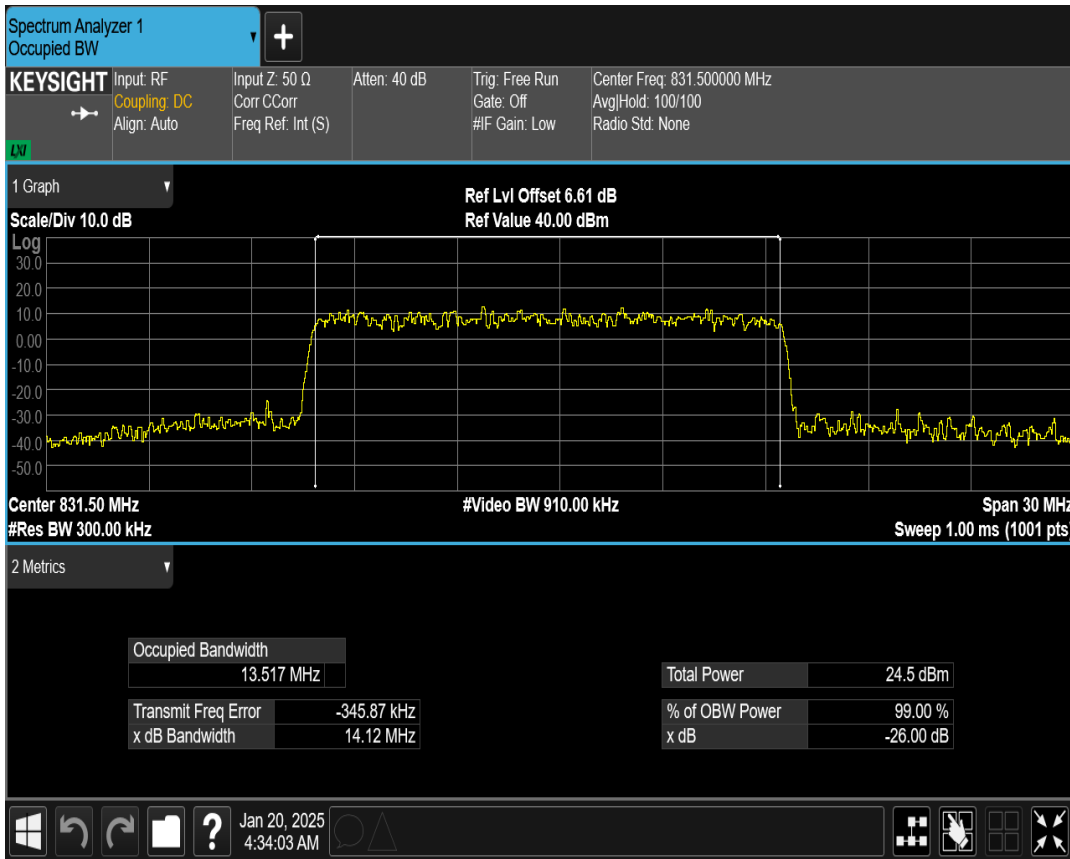 Spectrum Analyzer 1
Occupied BW
+
KEYSIGHT
LXI
Input: RF
Coupling: DC
Align: Auto
Input Z: 50 Ω
Corr CCorr
Freq Ref: Int (S)
Atten: 40 dB
Trig: Free Run
Gate: Off
#IF Gain: Low
Center Freq: 831.500000 MHz
Avg|Hold: 100/100
Radio Std: None
1 Graph
Scale/Div 10.0 dB
Ref Lvl Offset 6.61 dB
Ref Value 40.00 dBm
Log
30.0
20.0
10.0
0.00
-10.0
-20.0
-30.0
-40.0
-50.0
Center 831.50 MHz
#Video BW 910.00 kHz
Span 30 MHz
#Res BW 300.00 kHz
Sweep 1.00 ms (1001 pts)
2 Metrics
Occupied Bandwidth
13.517 MHz
Total Power 24.5 dBm
Transmit Freq Error -345.87 kHz
% of OBW Power 99.00 %
x dB Bandwidth 14.12 MHz
x dB -26.00 dB
?
Jan 20, 2025
4:34:03 AM